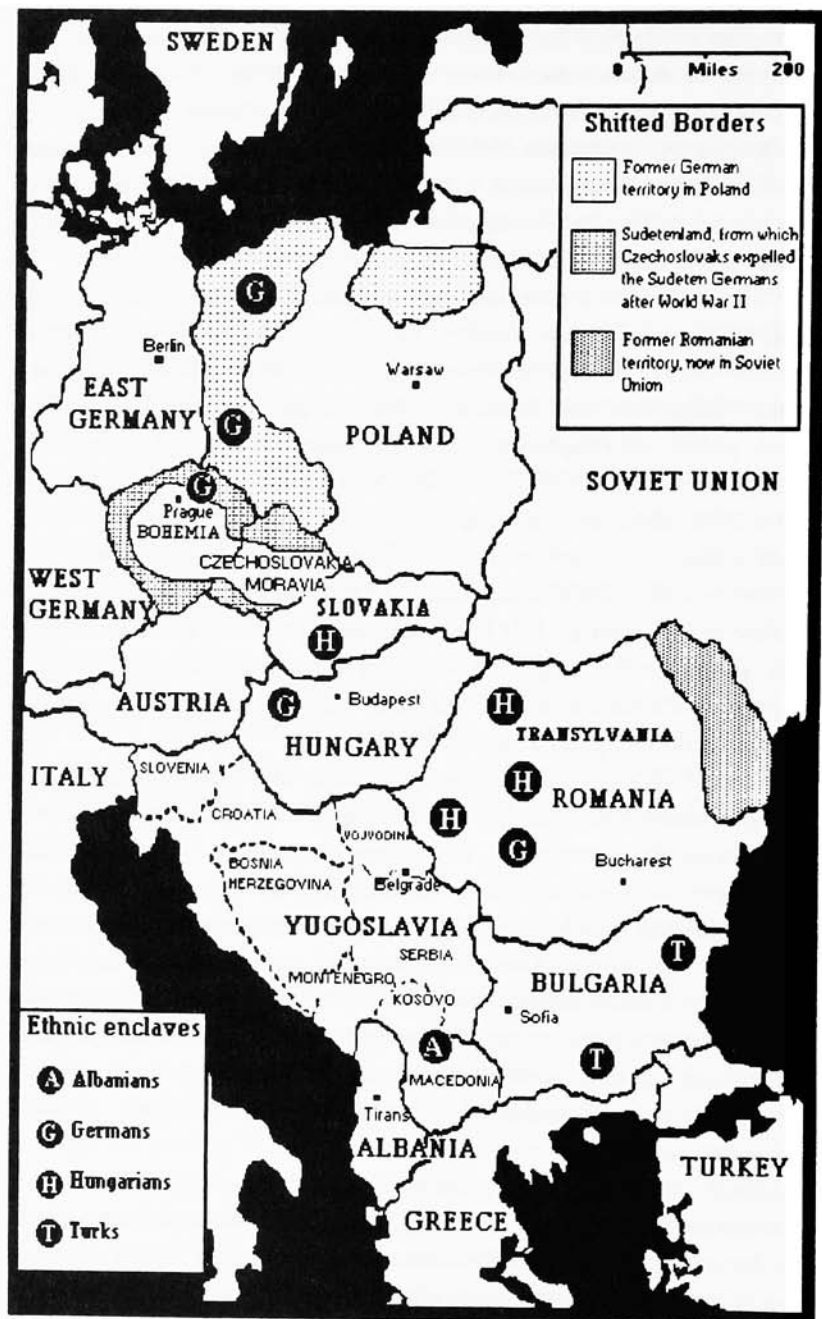 SWEDEN
0 Miles 200
Shifted Borders
Former German
territory in Poland
Sudetenland, from which
Czechoslovaks expelled
the Sudeten Germans
after World War II
Former Romanian
territory, now in Soviet
Union
G
Berlin
Warsaw
EAST
GERMANY
G
POLAND
SOVIET UNION
G
Prague
BOHEMIA
CZECHOSLOVAKIA
MORAVIA
WEST
GERMANY
SLOVAKIA
H
AUSTRIA
G
Budapest
HUNGARY
H
TRANSYLVANIA
ITALY
SLOVENIA
H
ROMANIA
CROATIA
H
VOJVODINA
G
BOSNIA
HERZEGOVINA
Belgrade
Bucharest
YUGOSLAVIA
SERBIA
T
MONTENEGRO
BULGARIA
KOSOVO
Sofia
A
T
MACEDONIA
Tirans
ALBANIA
TURKEY
GREECE
Ethnic enclaves
A Albanians
G Germans
H Hungarians
T Turks